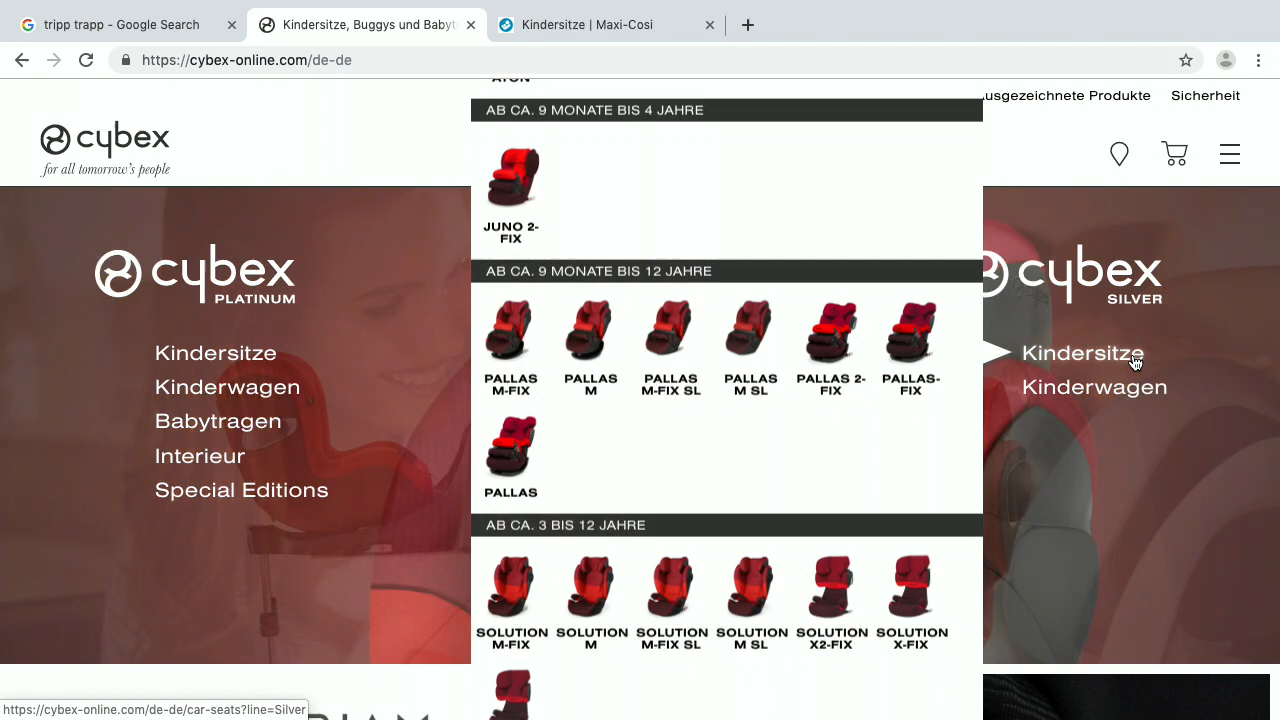 tripp trapp - Google Search
Kindersitze, Buggys und Babyt
Kindersitze | Maxi-Cosi
https://cybex-online.com/de-de
ATON
usgezeichnete Produkte
Sicherheit
AB CA. 9 MONATE BIS 4 JAHRE
cybex
for all tomorrow's people
JUNO 2-
FIX
AB CA. 9 MONATE BIS 12 JAHRE
cybex
PLATINUM
cybex
SILVER
Kindersitze
Kinderwagen
Babytragen
Interieur
Special Editions
Kindersitze
Kinderwagen
PALLAS
M-FIX
PALLAS
M
PALLAS
M-FIX SL
PALLAS
M SL
PALLAS 2-
FIX
PALLAS-
FIX
PALLAS
AB CA. 3 BIS 12 JAHRE
SOLUTION
M-FIX
SOLUTION
M
SOLUTION
M-FIX SL
SOLUTION
M SL
SOLUTION
X2-FIX
SOLUTION
X-FIX
https://cybex-online.com/de-de/car-seats?line=Silver